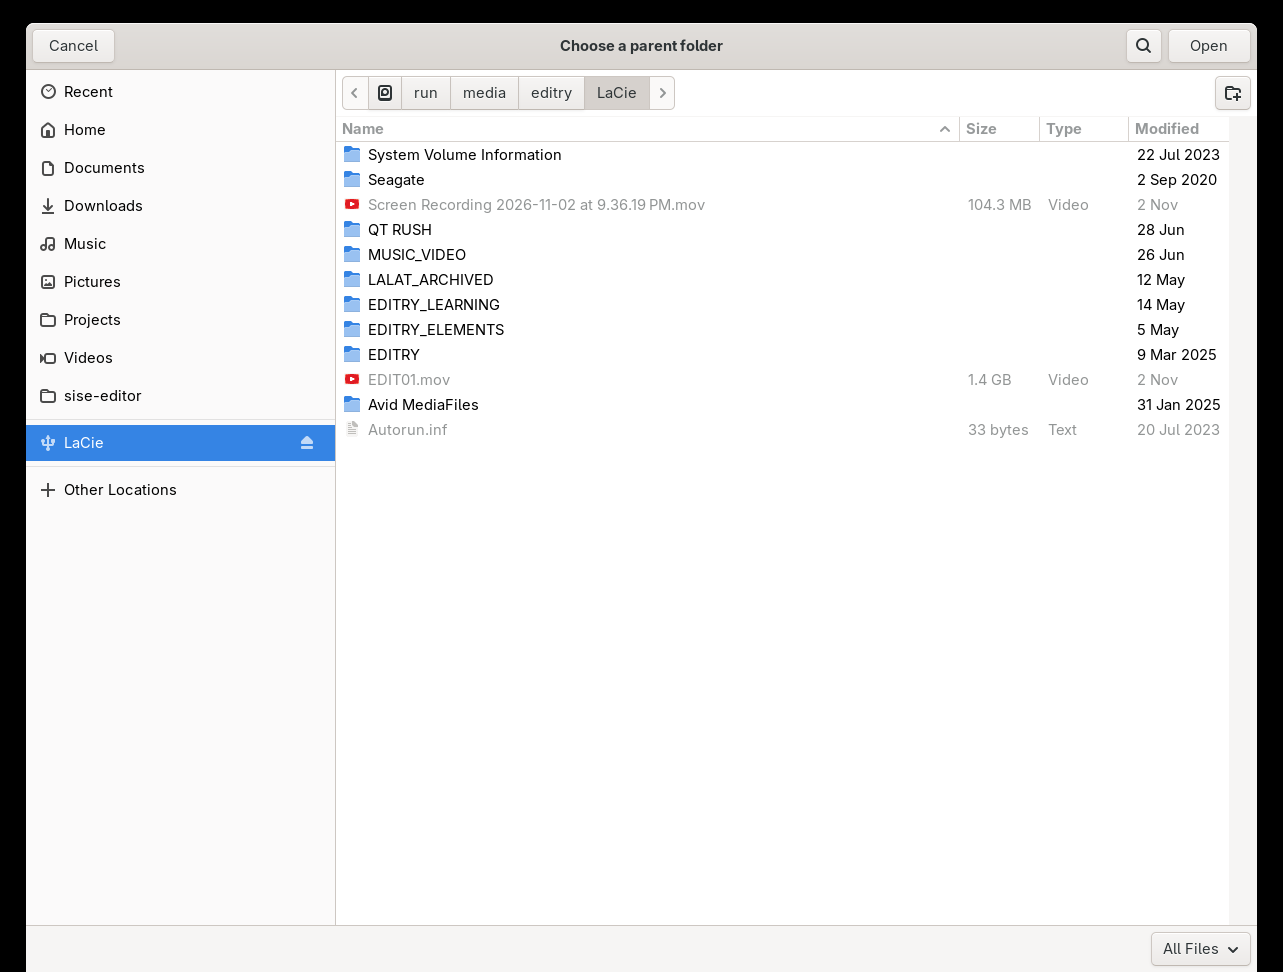 Cancel Choose a parent folder Open
Recent
Home
Documents
Downloads
Music
Pictures
Projects
Videos
sise-editor
LaCie
Other Locations
run media editry LaCie
Name Size Type Modified
System Volume Information 22 Jul 2023
Seagate 2 Sep 2020
Screen Recording 2026-11-02 at 9.36.19 PM.mov 104.3 MB Video 2 Nov
QT RUSH 28 Jun
MUSIC_VIDEO 26 Jun
LALAT_ARCHIVED 12 May
EDITRY_LEARNING 14 May
EDITRY_ELEMENTS 5 May
EDITRY 9 Mar 2025
EDIT01.mov 1.4 GB Video 2 Nov
Avid MediaFiles 31 Jan 2025
Autorun.inf 33 bytes Text 20 Jul 2023
All Files